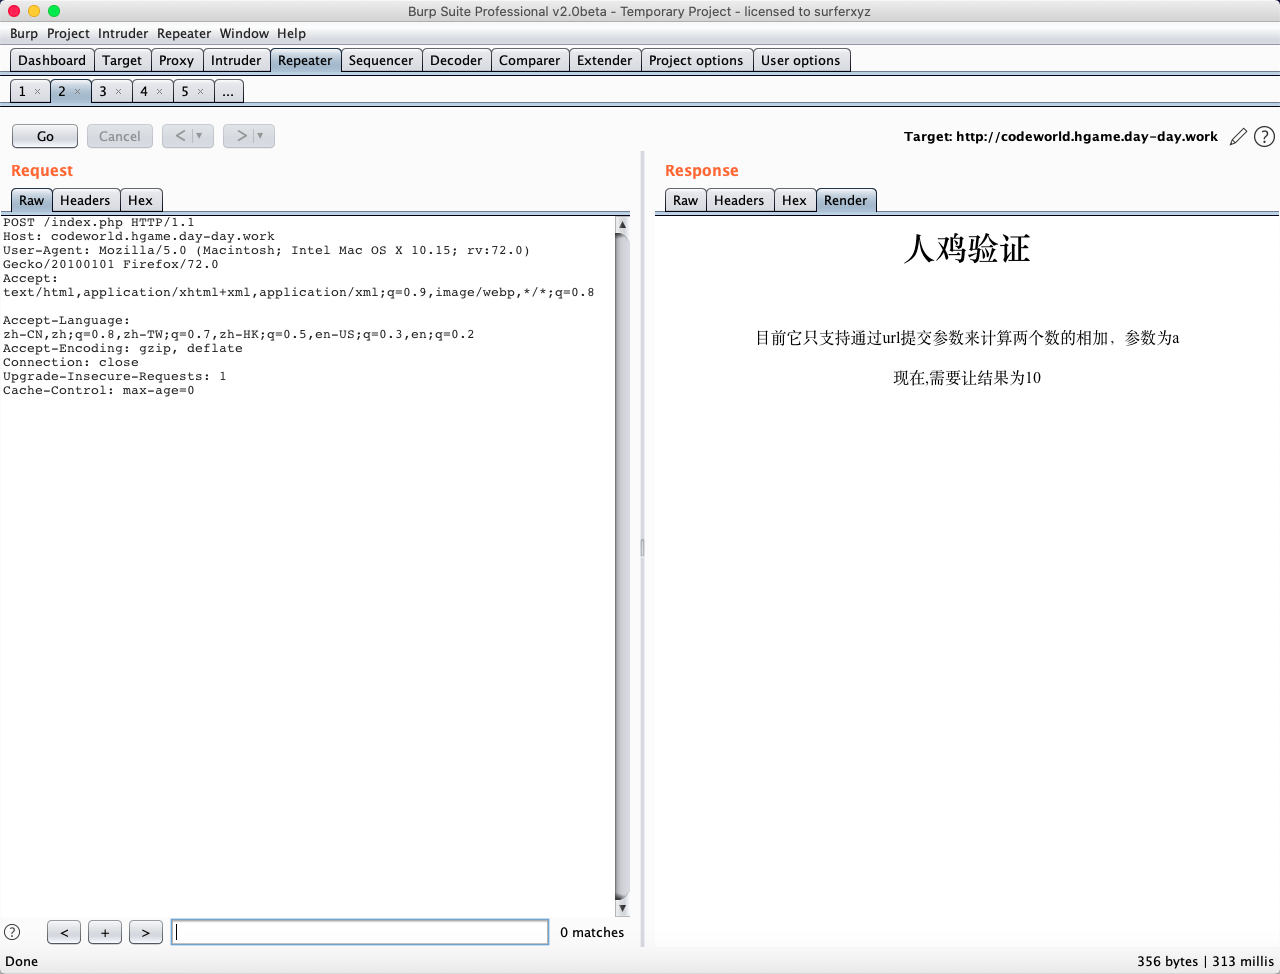 Burp Suite Professional v2.0beta - Temporary Project - licensed to surferxyz
Burp Project Intruder Repeater Window Help
Dashboard Target Proxy Intruder Repeater Sequencer Decoder Comparer Extender Project options User options
1 × 2 × 3 × 4 × 5 × ...
Go Cancel < ▼ > ▼ Target: http://codeworld.hgame.day-day.work ?
Request
Raw Headers Hex
POST /index.php HTTP/1.1
Host: codeworld.hgame.day-day.work
User-Agent: Mozilla/5.0 (Macintosh; Intel Mac OS X 10.15; rv:72.0)
Gecko/20100101 Firefox/72.0
Accept:
text/html,application/xhtml+xml,application/xml;q=0.9,image/webp,*/*;q=0.8
Accept-Language:
zh-CN,zh;q=0.8,zh-TW;q=0.7,zh-HK;q=0.5,en-US;q=0.3,en;q=0.2
Accept-Encoding: gzip, deflate
Connection: close
Upgrade-Insecure-Requests: 1
Cache-Control: max-age=0
? < + > 0 matches
Response
Raw Headers Hex Render
人鸡验证
目前它只支持通过url提交参数来计算两个数的相加，参数为a
现在,需要让结果为10
Done 356 bytes | 313 millis